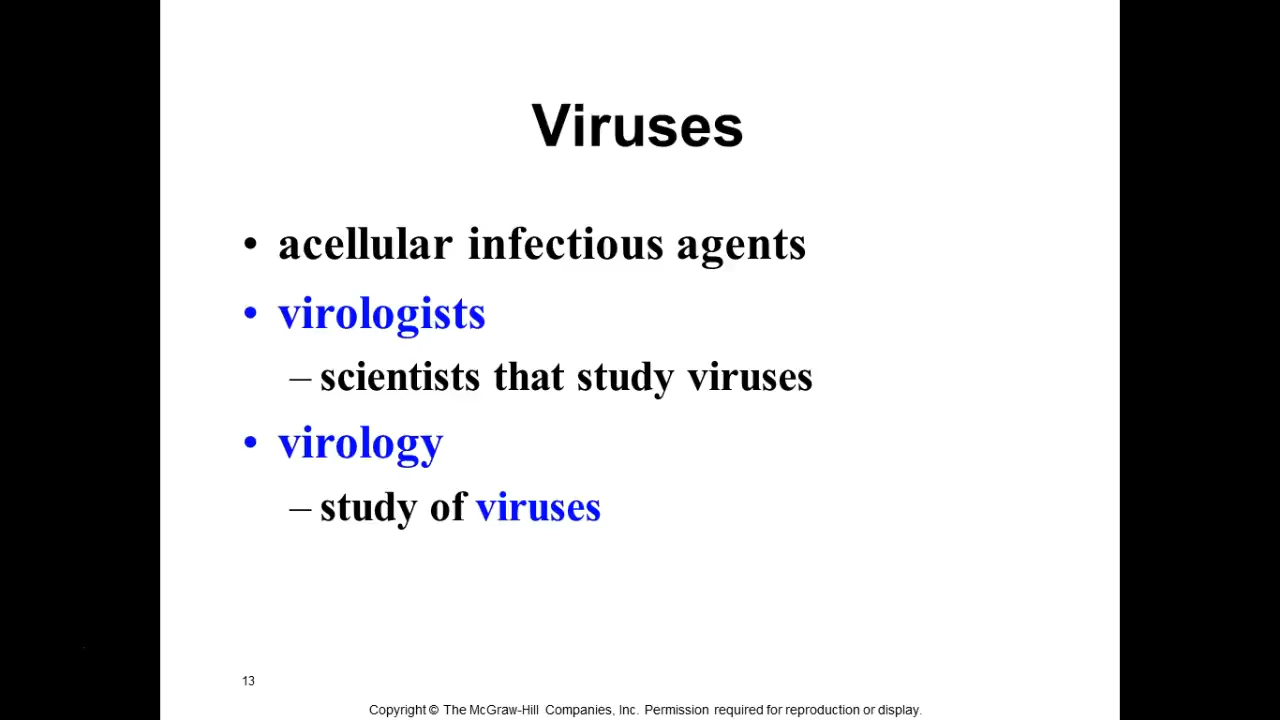 Viruses
• acellular infectious agents
• virologists
– scientists that study viruses
• virology
– study of viruses
13
Copyright © The McGraw-Hill Companies, Inc. Permission required for reproduction or display.